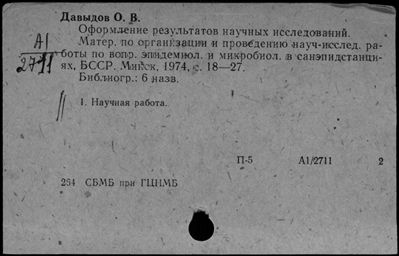 Давыдов О. В.
Оформление результатов научных исследований.
А1
2711
Матер. по организации и проведению науч-исслед. ра-
боты по вопр. эпидемиол. и микробиол. в санэпидстанци-
ях, БССР. Минск, 1974, с. 18—27.
Библиогр.: 6 назв.
1. Научная работа.
П-5 А1/2711 2
264 СБМБ при ГЦНМБ